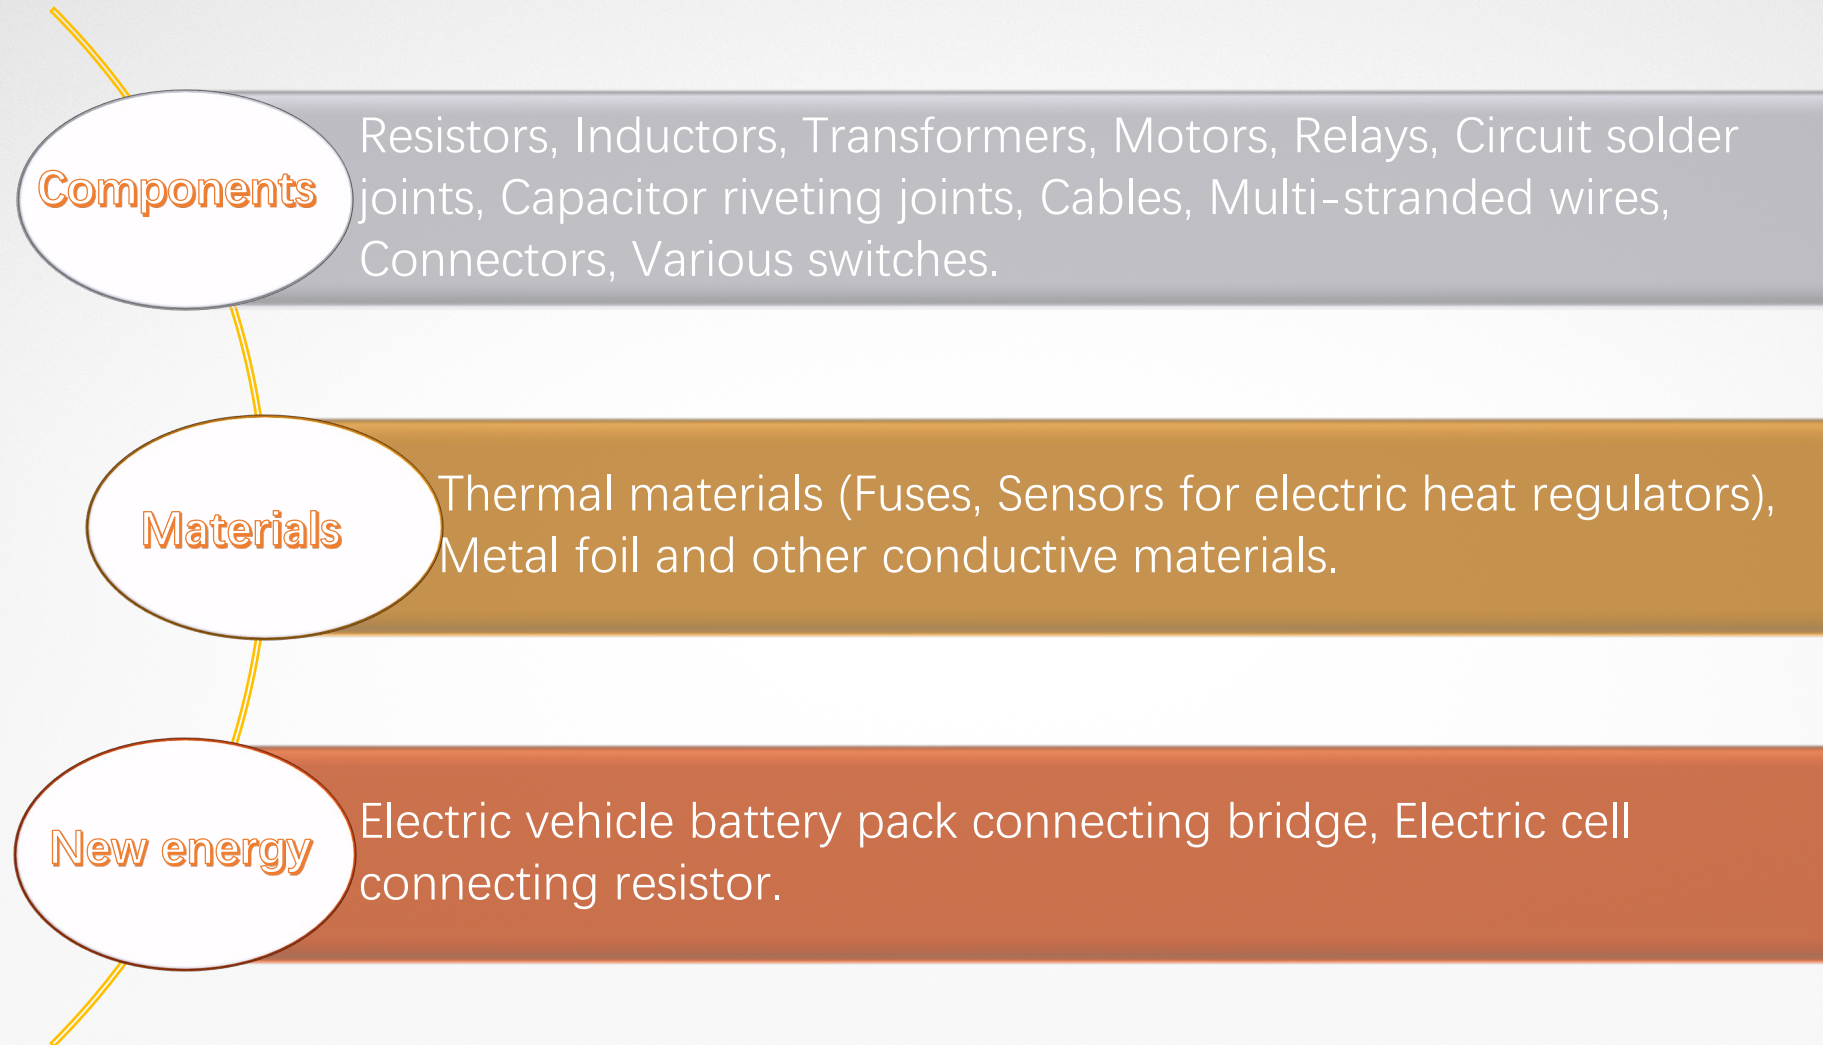 Components
Resistors, Inductors, Transformers, Motors, Relays, Circuit solder
joints, Capacitor riveting joints, Cables, Multi-stranded wires,
Connectors, Various switches.
Materials
Thermal materials (Fuses, Sensors for electric heat regulators),
Metal foil and other conductive materials.
New energy
Electric vehicle battery pack connecting bridge, Electric cell
connecting resistor.